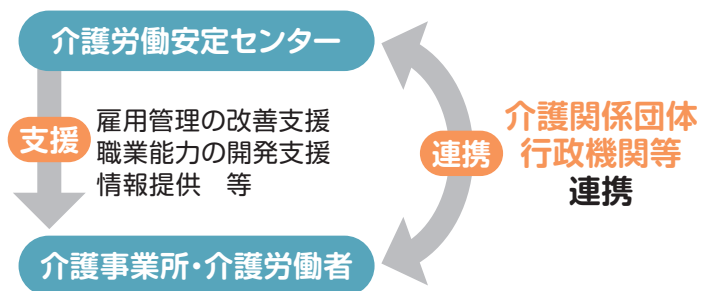 介護労働安定センター
支援
雇用管理の改善支援
職業能力の開発支援
情報提供　等
連携
介護関係団体
行政機関等
連携
介護事業所・介護労働者